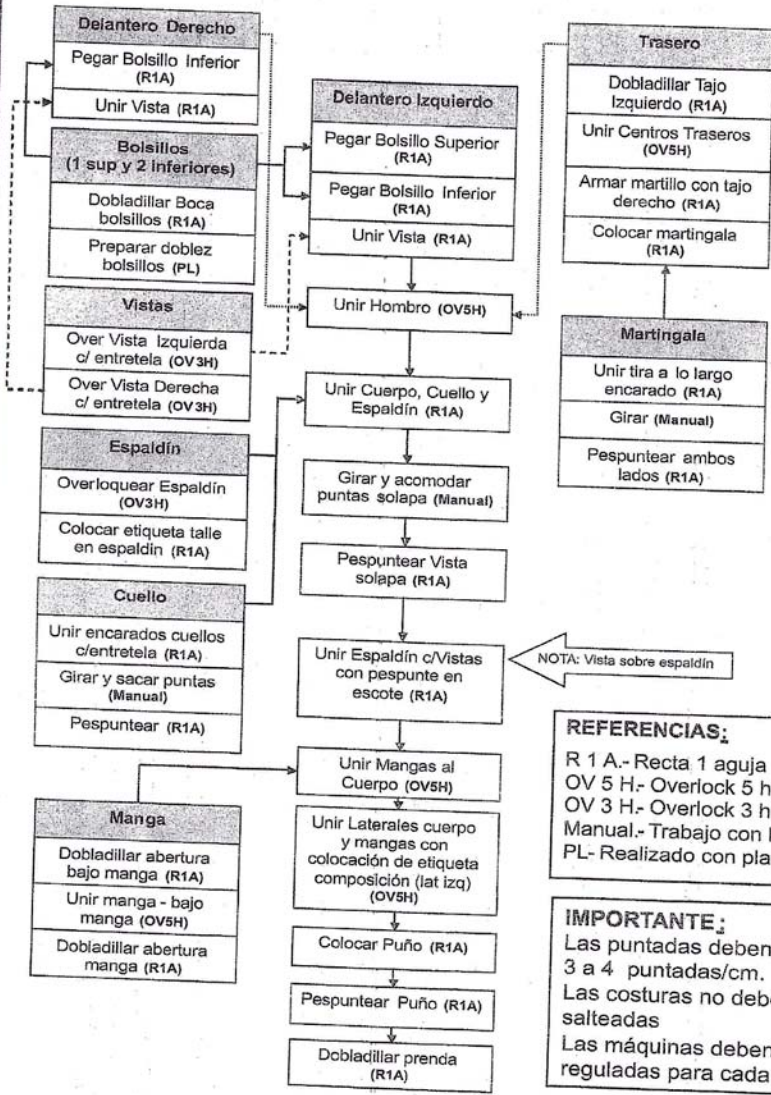 Delantero Derecho
Pegar Bolsillo Inferior
(R1A)
Unir Vista (R1A)
Bolsillos
(1 sup y 2 inferiores)
Dobladillar Boca
bolsillos (R1A)
Preparar doblez
bolsillos (PL)
Vistas
Over Vista Izquierda
c/ entretela (OV3H)
Over Vista Derecha
c/ entretela (OV3H)
Espaldín
Overloquear Espaldín
(OV3H)
Colocar etiqueta talle
en espaldin (R1A)
Cuello
Unir encarados cuellos
c/entretela (R1A)
Girar y sacar puntas
(Manual)
Pespuntear (R1A)
Manga
Dobladillar abertura
bajo manga (R1A)
Unir manga - bajo
manga (OV5H)
Dobladillar abertura
manga (R1A)
Delantero Izquierdo
Pegar Bolsillo Superior
(R1A)
Pegar Bolsillo Inferior
(R1A)
Unir Vista (R1A)
Unir Hombro (OV5H)
Unir Cuerpo, Cuello y
Espaldín (R1A)
Girar y acomodar
puntas solapa (Manual)
Pespuntear Vista
solapa (R1A)
Unir Espaldín c/Vistas
con pespunte en
escote (R1A)
NOTA: Vista sobre espaldín
Unir Mangas al
Cuerpo (OV5H)
Unir Laterales cuerpo
y mangas con
colocación de etiqueta
composición (lat izq)
(OV5H)
Colocar Puño (R1A)
Pespuntear Puño (R1A)
Dobladillar prenda
(R1A)
Trasero
Dobladillar Tajo
Izquierdo (R1A)
Unir Centros Traseros
(OV5H)
Armar martillo con tajo
derecho (R1A)
Colocar martingala
(R1A)
Martingala
Unir tira a lo largo
encarado (R1A)
Girar (Manual)
Pespuntear ambos
lados (R1A)
REFERENCIAS:
R 1 A.- Recta 1 aguja
OV 5 H.- Overlock 5 h
OV 3 H.- Overlock 3 h
Manual.- Trabajo con
PL- Realizado con pla
IMPORTANTE:
Las puntadas deben
3 a 4 puntadas/cm.
Las costuras no debe
salteadas
Las máquinas deben
reguladas para cada